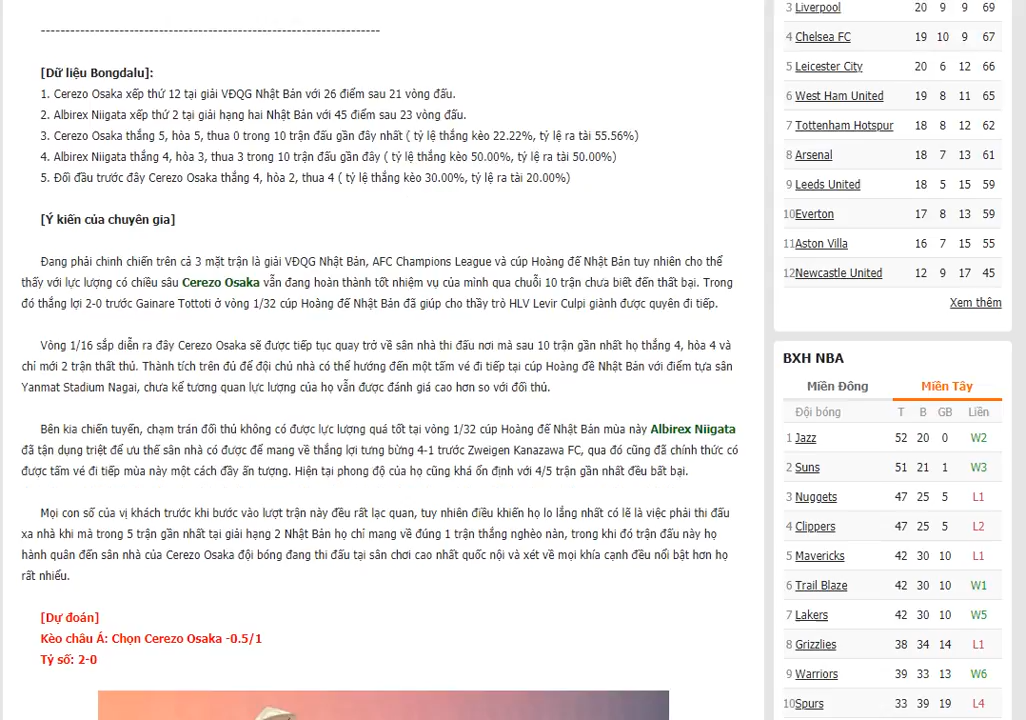 --------------------------------------------------------------------
[Dữ liệu Bongdalu]:
1. Cerezo Osaka xếp thứ 12 tại giải VĐQG Nhật Bản với 26 điểm sau 21 vòng đấu.
2. Albirex Niigata xếp thứ 2 tại giải hạng hai Nhật Bản với 45 điểm sau 23 vòng đấu.
3. Cerezo Osaka thắng 5, hòa 5, thua 0 trong 10 trận đấu gần đây nhất ( tỷ lệ thắng kèo 22.22%, tỷ lệ ra tài 55.56%)
4. Albirex Niigata thắng 4, hòa 3, thua 3 trong 10 trận đấu gần đây ( tỷ lệ thắng kèo 50.00%, tỷ lệ ra tài 50.00%)
5. Đối đầu trước đây Cerezo Osaka thắng 4, hòa 2, thua 4 ( tỷ lệ thắng kèo 30.00%, tỷ lệ ra tài 20.00%)
[Ý kiến của chuyên gia]
Đang phải chinh chiến trên cả 3 mặt trận là giải VĐQG Nhật Bản, AFC Champions League và cúp Hoàng đế Nhật Bản tuy nhiên cho thể
thấy với lực lượng có chiều sâu Cerezo Osaka vẫn đang hoàn thành tốt nhiệm vụ của mình qua chuỗi 10 trận chưa biết đến thất bại. Trong
đó thắng lợi 2-0 trước Gainare Tottoti ở vòng 1/32 cúp Hoàng đế Nhật Bản đã giúp cho thầy trò HLV Levir Culpi giành được quyên đi tiếp.
Vòng 1/16 sắp diễn ra đây Cerezo Osaka sẽ được tiếp tục quay trở về sân nhà thi đấu nơi mà sau 10 trận gần nhất họ thắng 4, hòa 4 và
chỉ mới 2 trận thất thủ. Thành tích trên đủ để đội chủ nhà có thể hướng đến một tấm vé đi tiếp tại cúp Hoàng đề Nhật Bản với điểm tựa sân
Yanmat Stadium Nagai, chưa kể tương quan lực lượng của họ vẫn được đánh giá cao hơn so với đối thủ.
Bên kia chiến tuyến, chạm trán đối thủ không có được lực lượng quá tốt tại vòng 1/32 cúp Hoàng đế Nhật Bản mùa này Albirex Niigata
đã tận dụng triệt để ưu thế sân nhà có được để mang về thắng lợi tưng bừng 4-1 trước Zweigen Kanazawa FC, qua đó cũng đã chính thức có
được tấm vé đi tiếp mùa này một cách đầy ấn tượng. Hiện tại phong độ của họ cũng khá ổn định với 4/5 trận gần nhất đều bất bại.
Mọi con số của vị khách trước khi bước vào lượt trận này đều rất lạc quan, tuy nhiên điều khiến họ lo lắng nhất có lẽ là việc phải thi đấu
xa nhà khi mà trong 5 trận gần nhất tại giải hạng 2 Nhật Bản họ chỉ mang về đúng 1 trận thắng nghèo nàn, trong khi đó trận đấu này họ
hành quân đến sân nhà của Cerezo Osaka đội bóng đang thi đấu tại sân chơi cao nhất quốc nội và xét về mọi khía cạnh đều nổi bật hơn họ
rất nhiều.
[Dự đoán]
Kèo châu Á: Chọn Cerezo Osaka -0.5/1
Tỷ số: 2-0
3 Liverpool 20 9 9 69
4 Chelsea FC 19 10 9 67
5 Leicester City 20 6 12 66
6 West Ham United 19 8 11 65
7 Tottenham Hotspur 18 8 12 62
8 Arsenal 18 7 13 61
9 Leeds United 18 5 15 59
10 Everton 17 8 13 59
11 Aston Villa 16 7 15 55
12 Newcastle United 12 9 17 45
Xem thêm
BXH NBA
Miền Đông Miền Tây
Đội bóng T B GB Liên
1 Jazz 52 20 0 W2
2 Suns 51 21 1 W3
3 Nuggets 47 25 5 L1
4 Clippers 47 25 5 L2
5 Mavericks 42 30 10 L1
6 Trail Blaze 42 30 10 W1
7 Lakers 42 30 10 W5
8 Grizzlies 38 34 14 L1
9 Warriors 39 33 13 W6
10 Spurs 33 39 19 L4